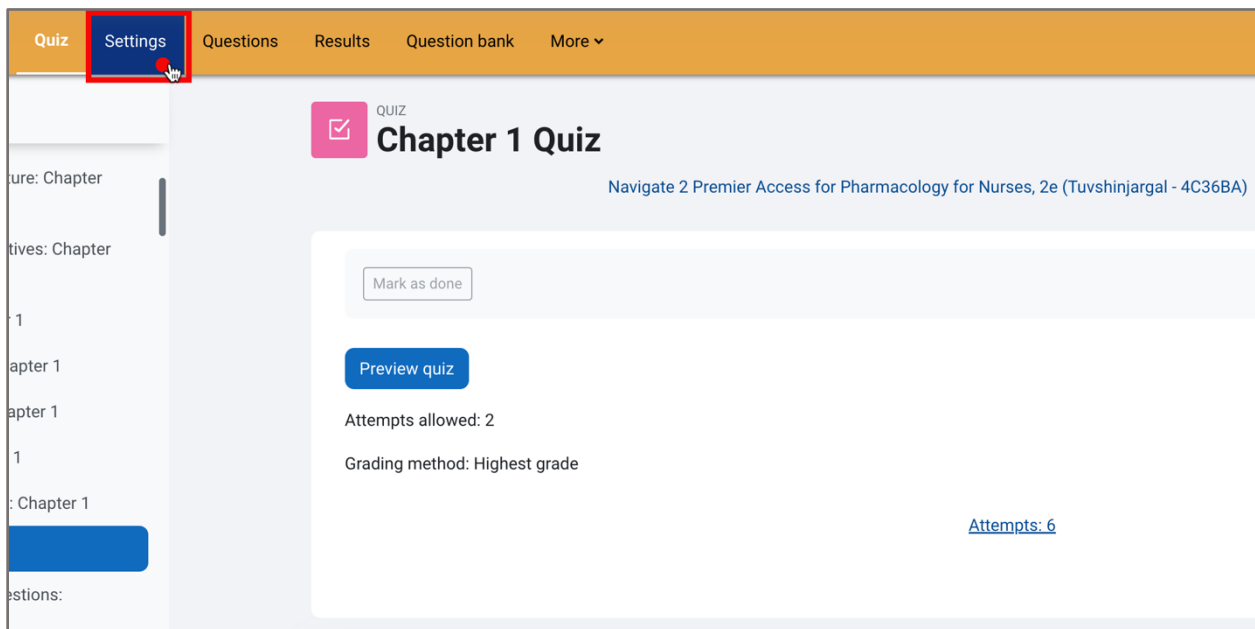 Quiz Settings Questions Results Question bank More
QUIZ
Chapter 1 Quiz
Navigate 2 Premier Access for Pharmacology for Nurses, 2e (Tuvshinjargal - 4C36BA)
ture: Chapter
tives: Chapter
1
apter 1
apter 1
1
: Chapter 1
estions:
Mark as done
Preview quiz
Attempts allowed: 2
Grading method: Highest grade
Attempts: 6